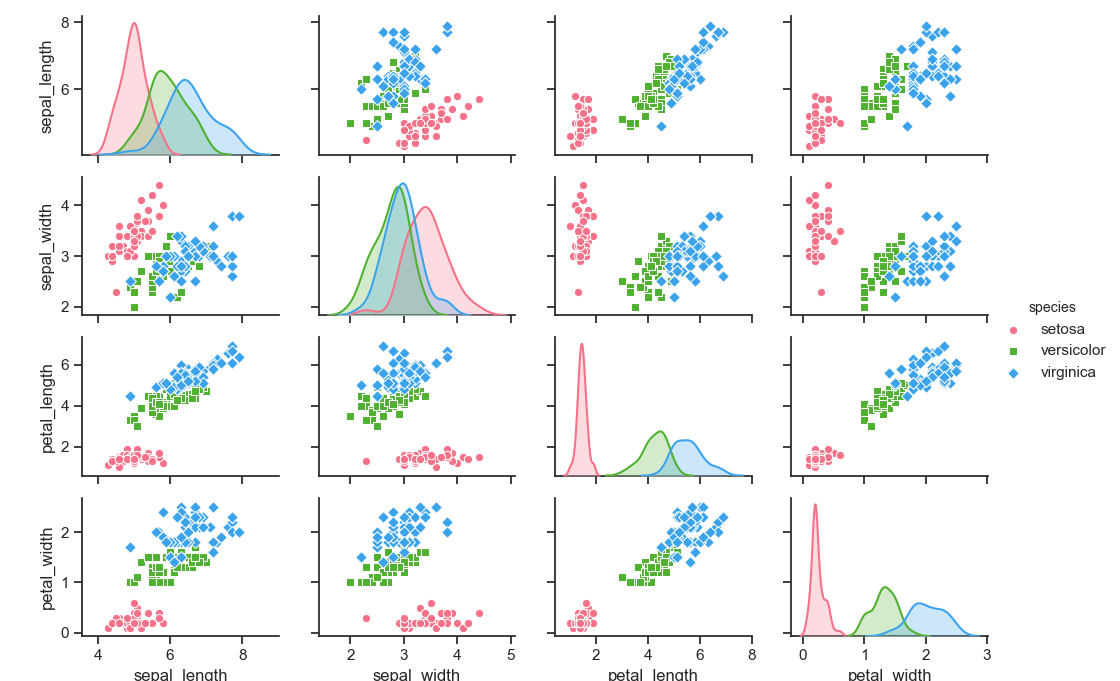 8
6
sepal_length
4
3
2
sepal_width
species
setosa
versicolor
virginica
6
4
2
petal_length
2
1
0
petal_width
4 6 8 2 3 4 5 2 4 6 8 0 1 2 3
sepal_length sepal_width petal_length petal_width